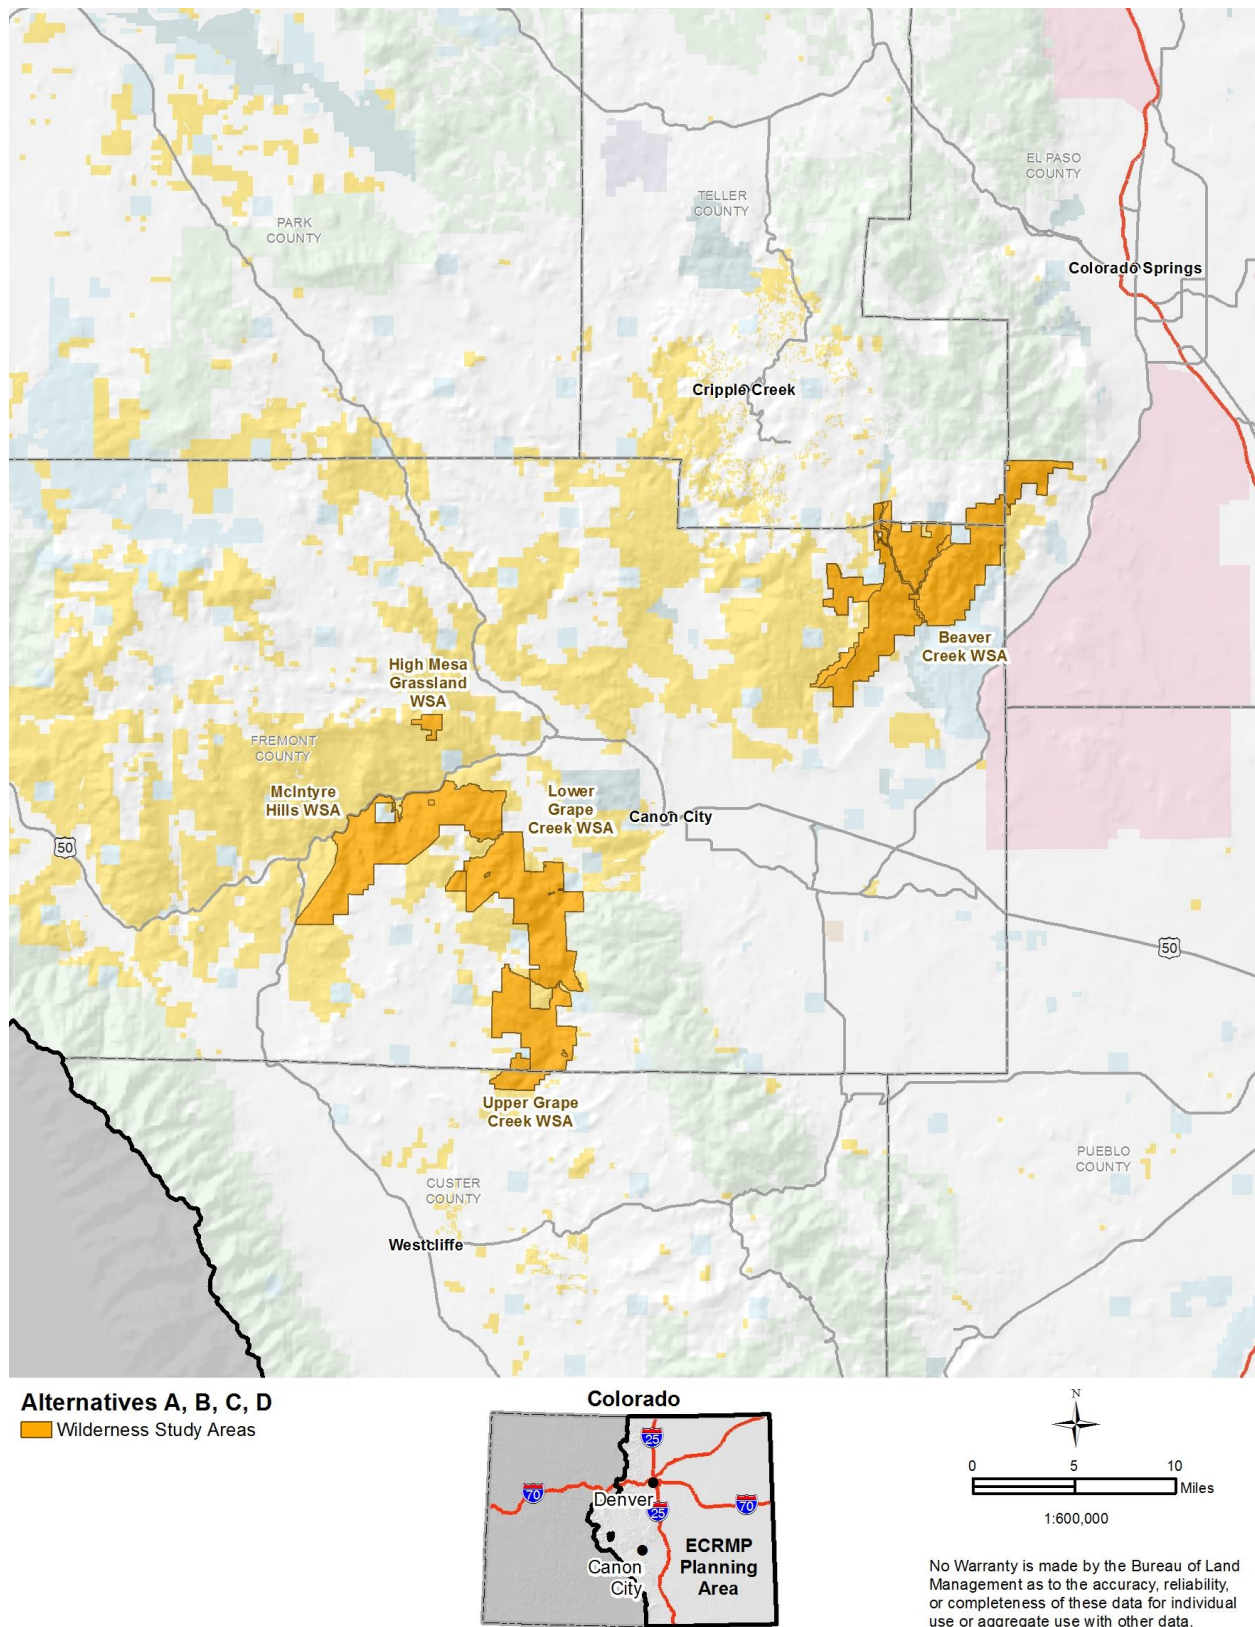 EL PASO
COUNTY
TELLER
COUNTY
PARK
COUNTY
Colorado Springs
Cripple Creek
Beaver
Creek WSA
High Mesa
Grassland
WSA
FREMONT
COUNTY
McIntyre
Hills WSA
Lower
Grape
Creek WSA
Canon City
50
50
Upper Grape
Creek WSA
PUEBLO
COUNTY
CUSTER
COUNTY
Westcliffe
Alternatives A, B, C, D
Wilderness Study Areas
Colorado
25
70
Denver
25
70
ECRMP
Planning
Area
Canon
City
N
0 5 10
Miles
1:600,000
No Warranty is made by the Bureau of Land
Management as to the accuracy, reliability,
or completeness of these data for individual
use or aggregate use with other data.